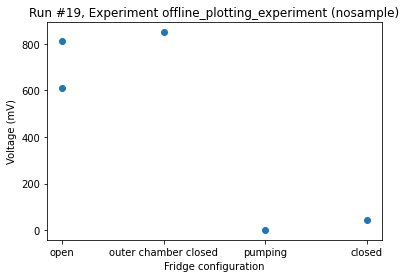 Run #19, Experiment offline_plotting_experiment (nosample)
800
600
400
200
0
Voltage (mV)
open outer chamber closed pumping closed
Fridge configuration